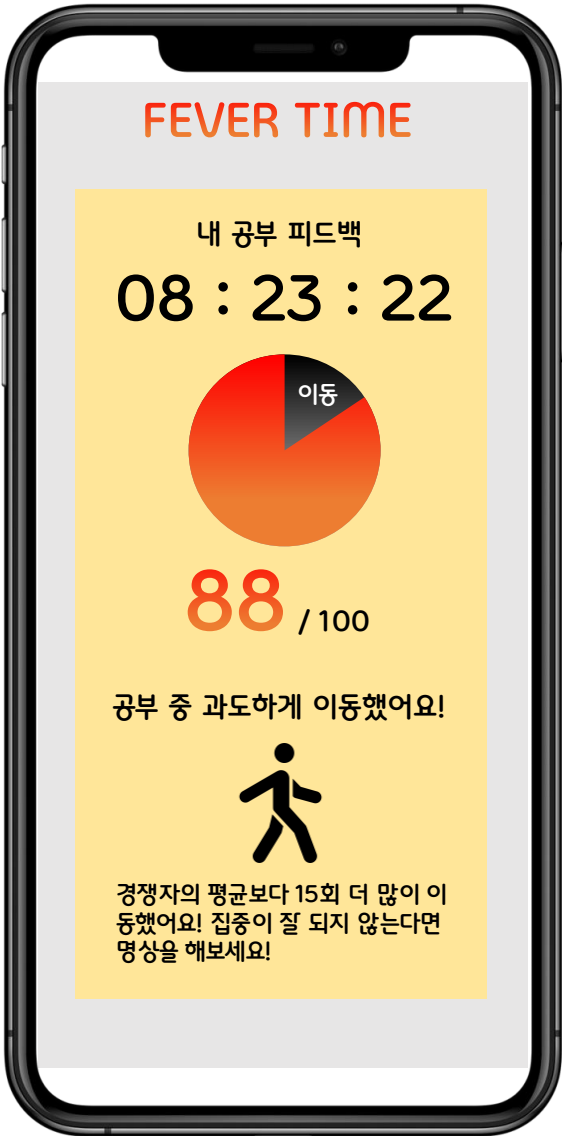 FEVER TIME
내 공부 피드백
08 : 23 : 22
이동
88 / 100
공부 중 과도하게 이동했어요!
경쟁자의 평균보다 15회 더 많이 이
동했어요! 집중이 잘 되지 않는다면
명상을 해보세요!